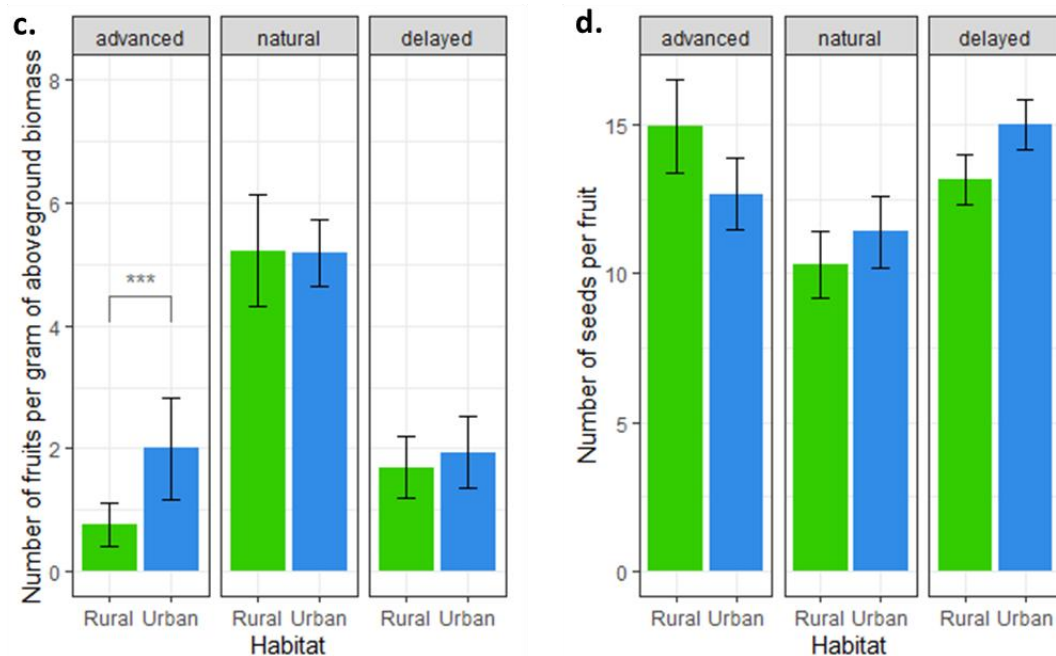 c.
advanced natural delayed
Number of fruits per gram of aboveground biomass
8
6
4
2
0
***
Rural Urban Rural Urban Rural Urban
Habitat
d.
advanced natural delayed
Number of seeds per fruit
15
10
5
0
Rural Urban Rural Urban Rural Urban
Habitat